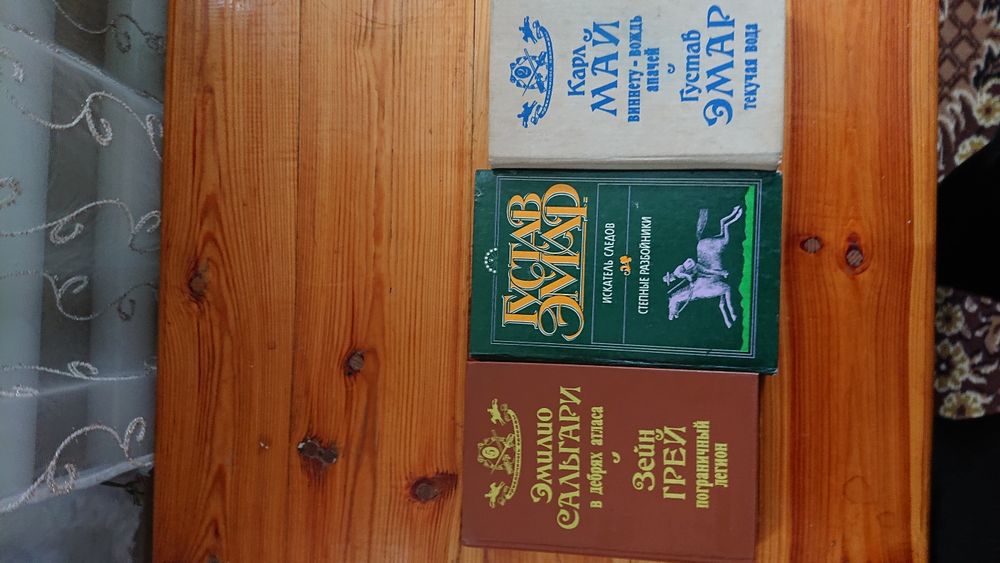 Эмилио
САЛЬГАРИ
в дебрях атласа
Зейн
ГРЕЙ
пограничный
легион
ГУСТАВ
ЭМАР
ИСКАТЕЛЬ СЛЕДОВ
СТЕПНЫЕ РАЗБОЙНИКИ
Карл
МАЙ
виннету - вождь
апачей
Густав
ЭМАР
текучая вода